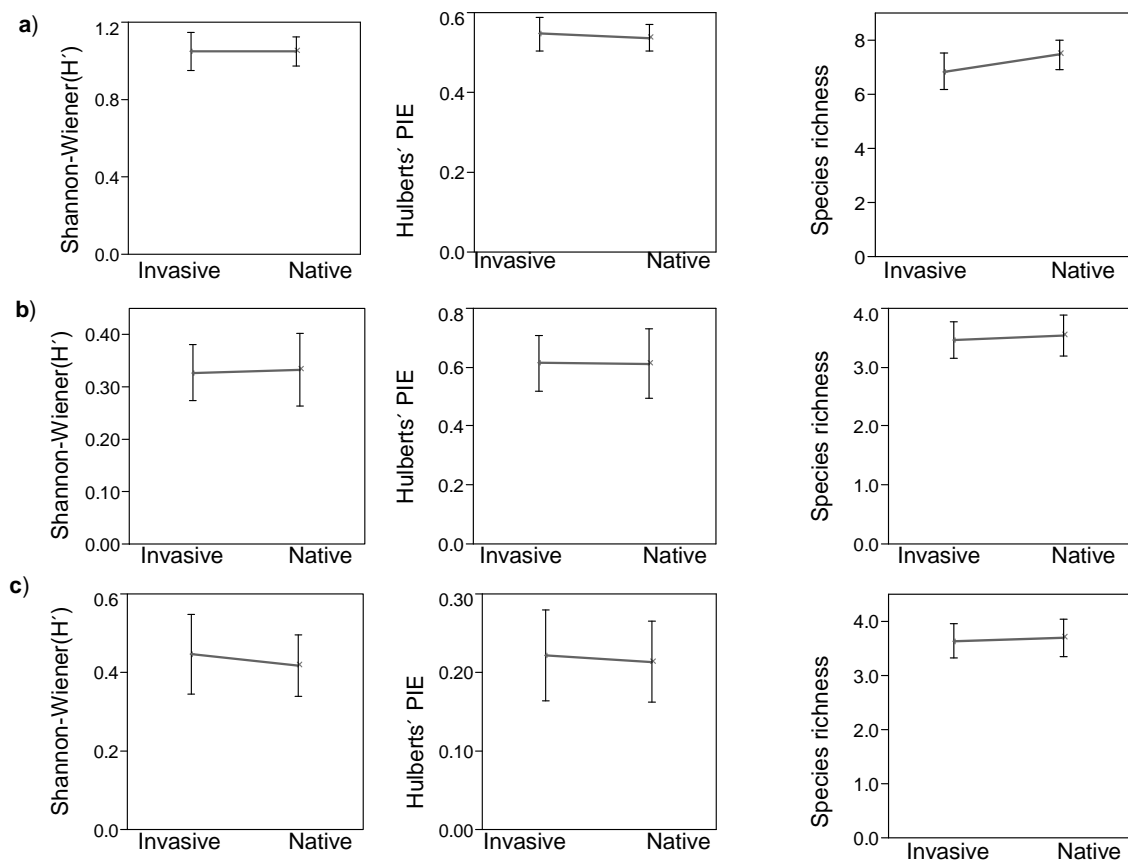 a)
Shannon-Wiener(H´)
1.2
0.8
0.4
0.0
Invasive Native
Hulberts´ PIE
0.6
0.4
0.2
0.0
Invasive Native
Species richness
8
6
4
2
0
Invasive Native
b)
Shannon-Wiener(H´)
0.40
0.30
0.20
0.10
0.00
Invasive Native
Hulberts´ PIE
0.8
0.6
0.4
0.2
0.0
Invasive Native
Species richness
4.0
3.0
2.0
1.0
0.0
Invasive Native
c)
Shannon-Wiener(H´)
0.6
0.4
0.2
0.0
Invasive Native
Hulberts´ PIE
0.30
0.20
0.10
0.00
Invasive Native
Species richness
4.0
3.0
2.0
1.0
0.0
Invasive Native